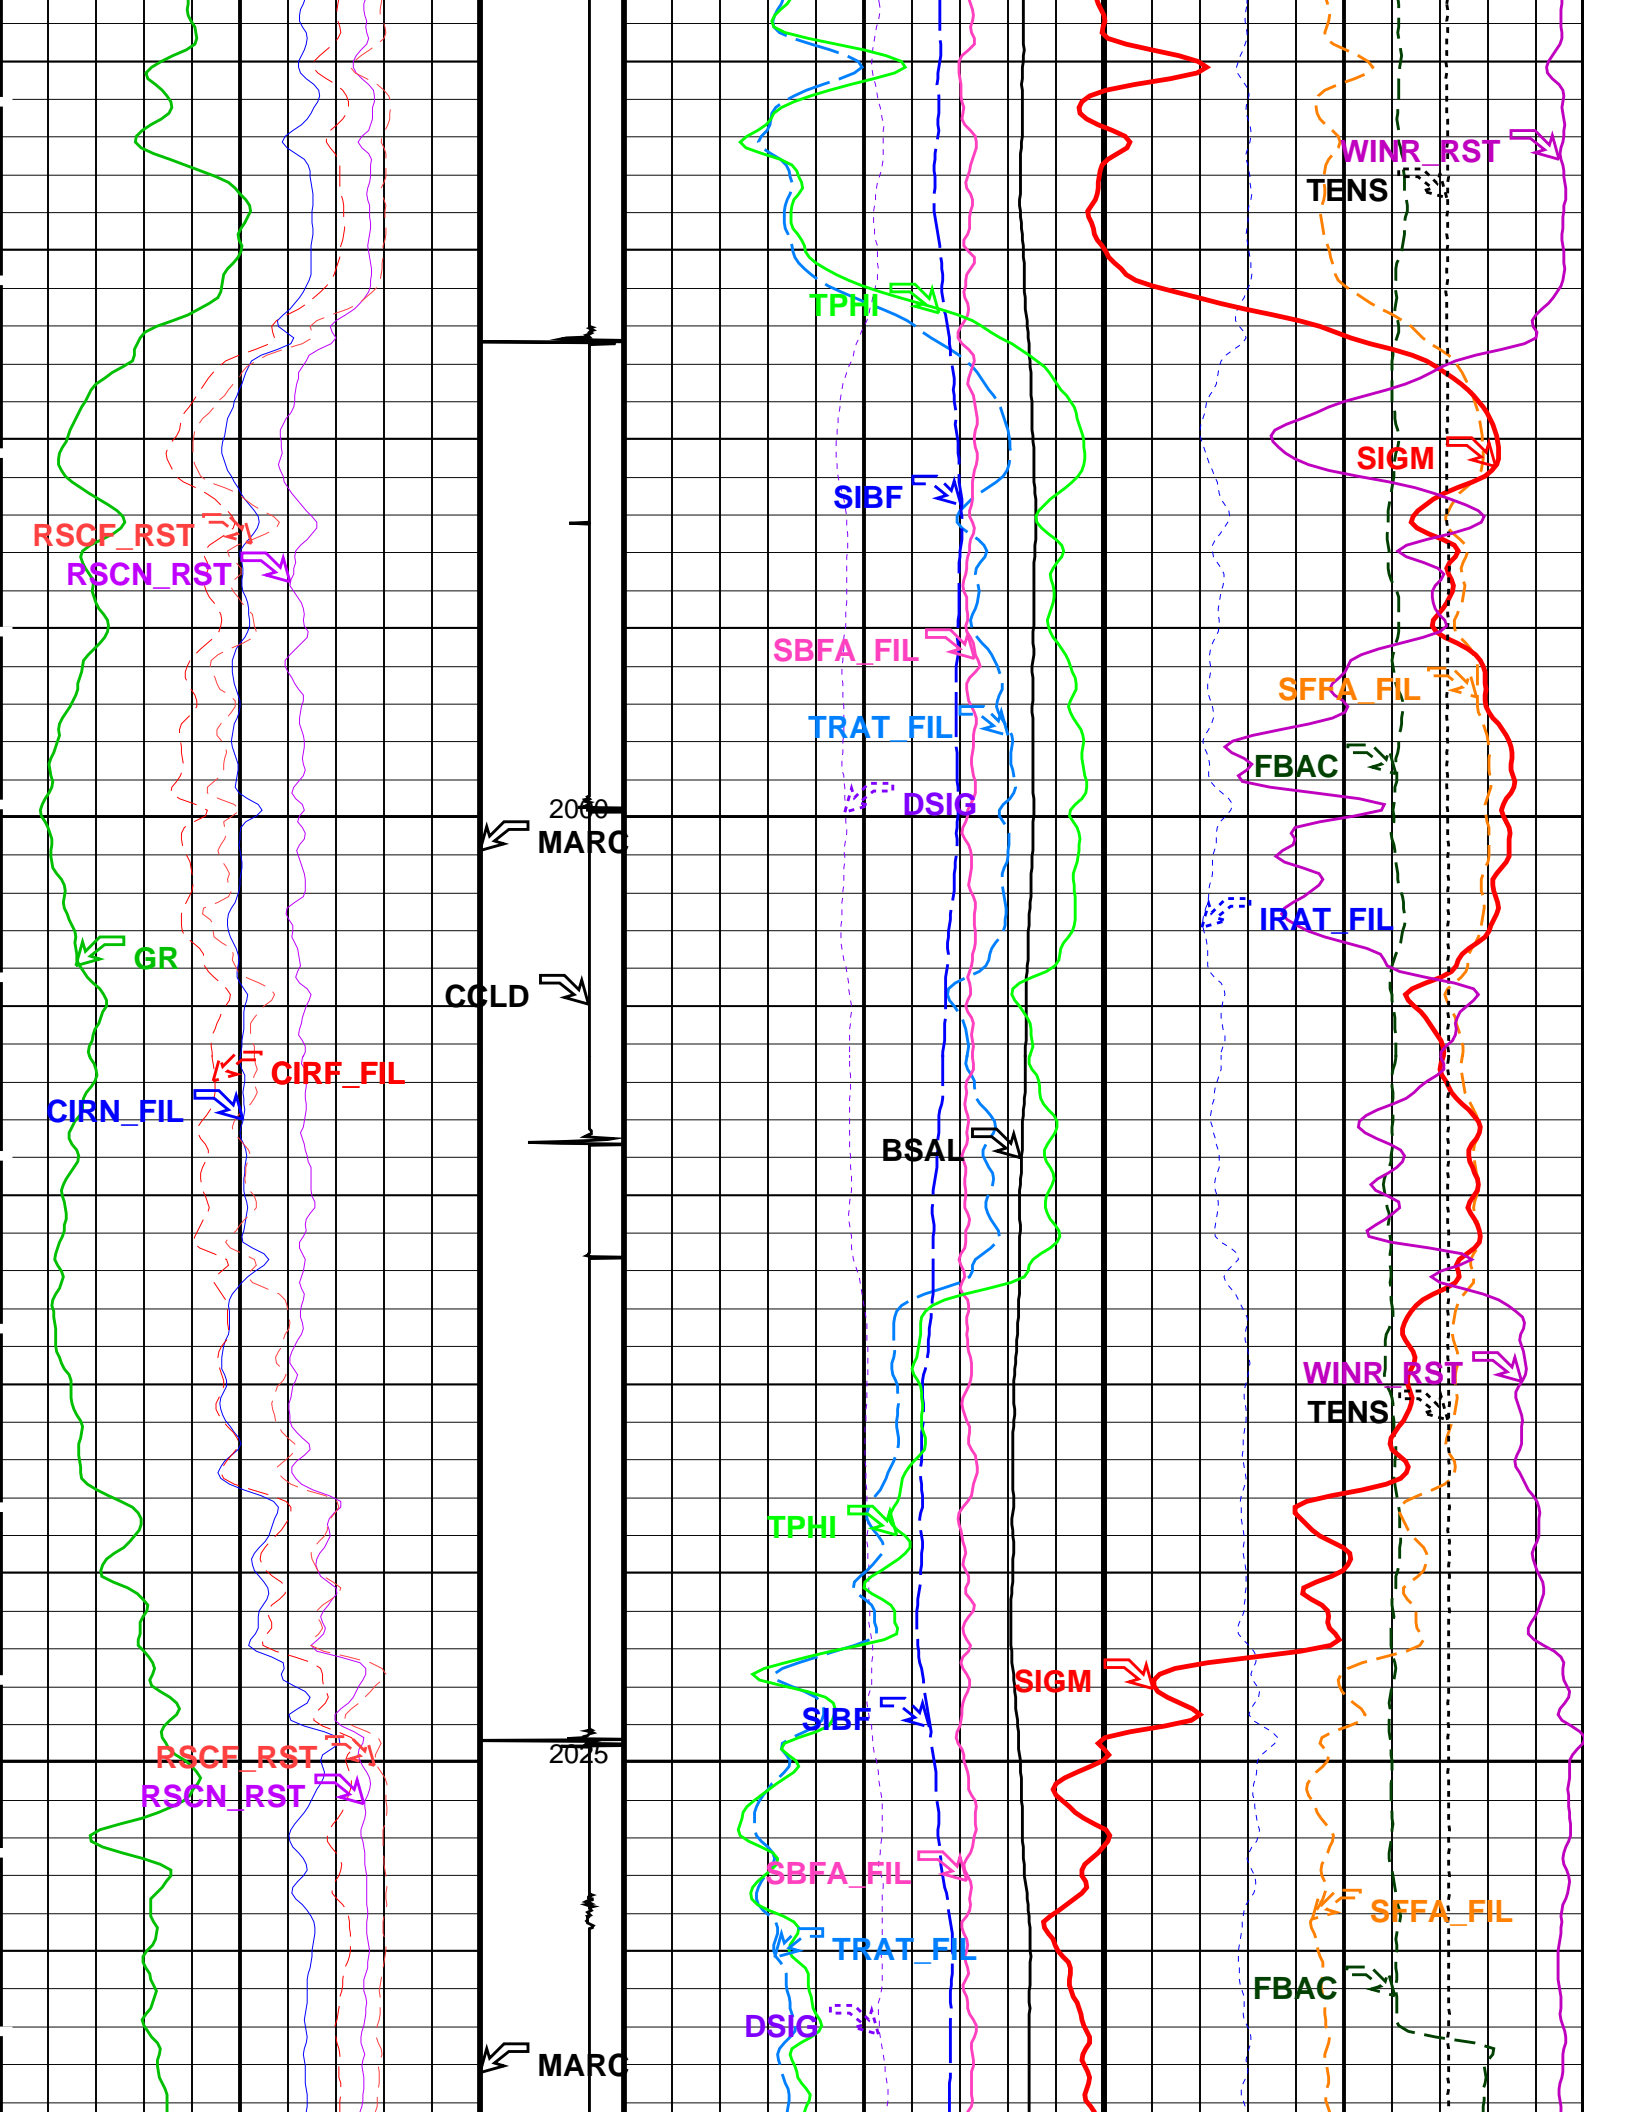 WINR_RST
TENS
TPHI
SIGM
SIBF
RSCF_RST
RSCN_RST
SBFA_FIL
SFFA_FIL
TRAT_FIL
FBAC
DSIG
2000
MARC
IRAT_FIL
GR
CCLD
CIRF_FIL
CIRN_FIL
BSAL
WINR_RST
TENS
TPHI
SIGM
SIBF
RSCF_RST
2025
RSCN_RST
SBFA_FIL
SFFA_FIL
TRAT_FIL
FBAC
DSIG
MARC